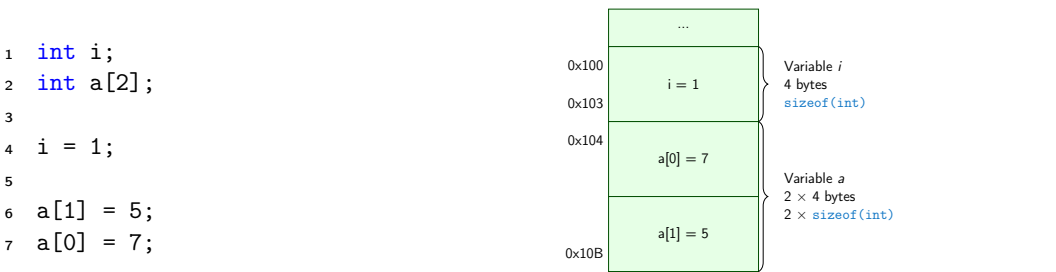 1 int i;
2 int a[2];
3
4 i = 1;
5
6 a[1] = 5;
7 a[0] = 7;
...
0x100
i = 1
0x103
Variable i
4 bytes
sizeof(int)
0x104
a[0] = 7
a[1] = 5
0x10B
Variable a
2 × 4 bytes
2 × sizeof(int)